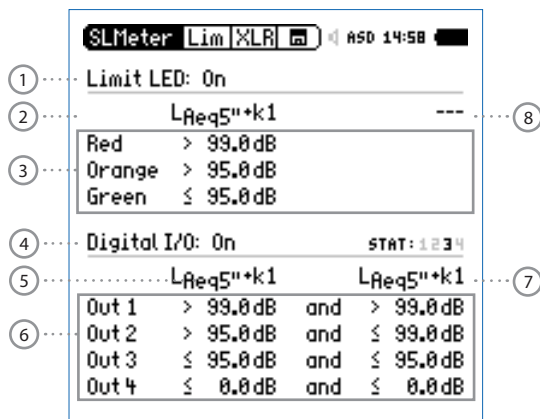 SLMeter Lim XLR ASD 14:58
1 Limit LED: On
2 LAeq5"+k1 --- 8
Red > 99.0dB
3 Orange > 95.0dB
Green ≤ 95.0dB
4 Digital I/O: On STAT: 1234
5 LAeq5"+k1 LAeq5"+k1 7
Out 1 > 99.0dB and > 99.0dB
6 Out 2 > 95.0dB and ≤ 99.0dB
Out 3 ≤ 95.0dB and ≤ 95.0dB
Out 4 ≤ 0.0dB and ≤ 0.0dB